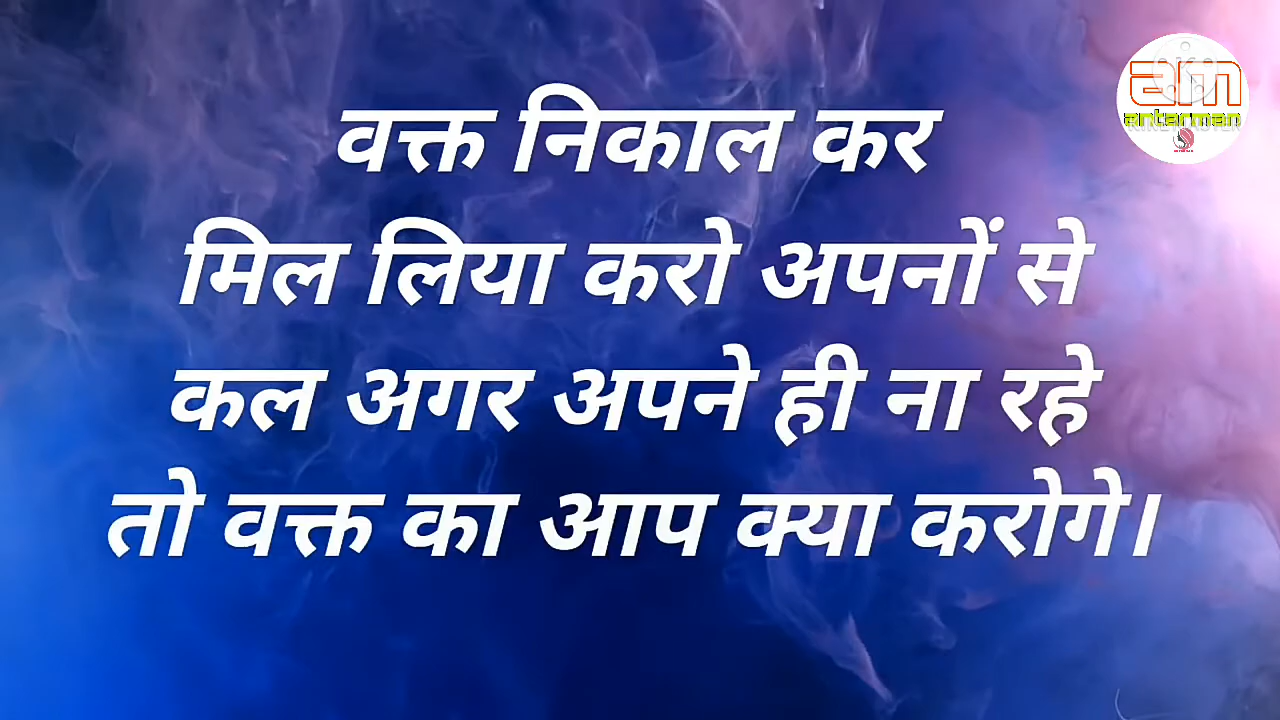 वक्त निकाल कर
मिल लिया करो अपनों से
कल अगर अपने ही ना रहे
तो वक्त का आप क्या करोगे।
am
antarman